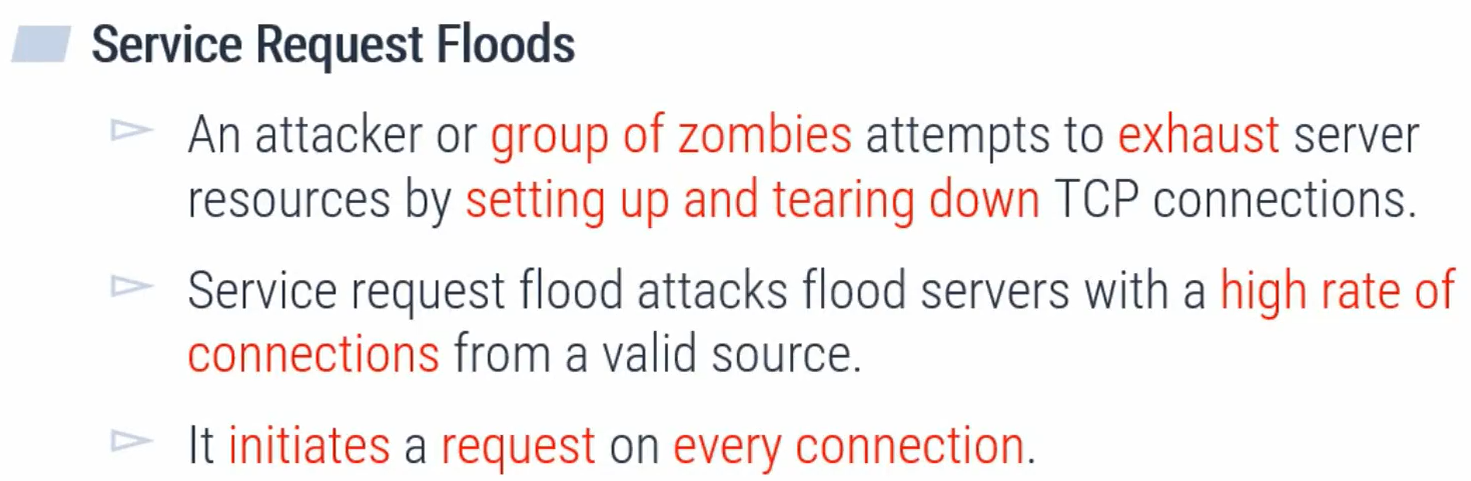 Service Request Floods
An attacker or group of zombies attempts to exhaust server
resources by setting up and tearing down TCP connections.
Service request flood attacks flood servers with a high rate of
connections from a valid source.
It initiates a request on every connection.